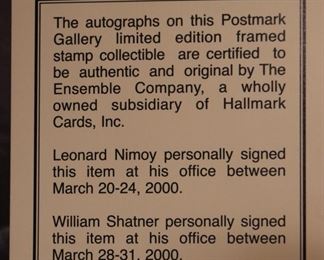 The autographs on this Postmark
Gallery limited edition framed
stamp collectible are certified to
be authentic and original by The
Ensemble Company, a wholly
owned subsidiary of Hallmark
Cards, Inc.
Leonard Nimoy personally signed
this item at his office between
March 20-24, 2000.
William Shatner personally signed
this item at his office between
March 28-31, 2000.